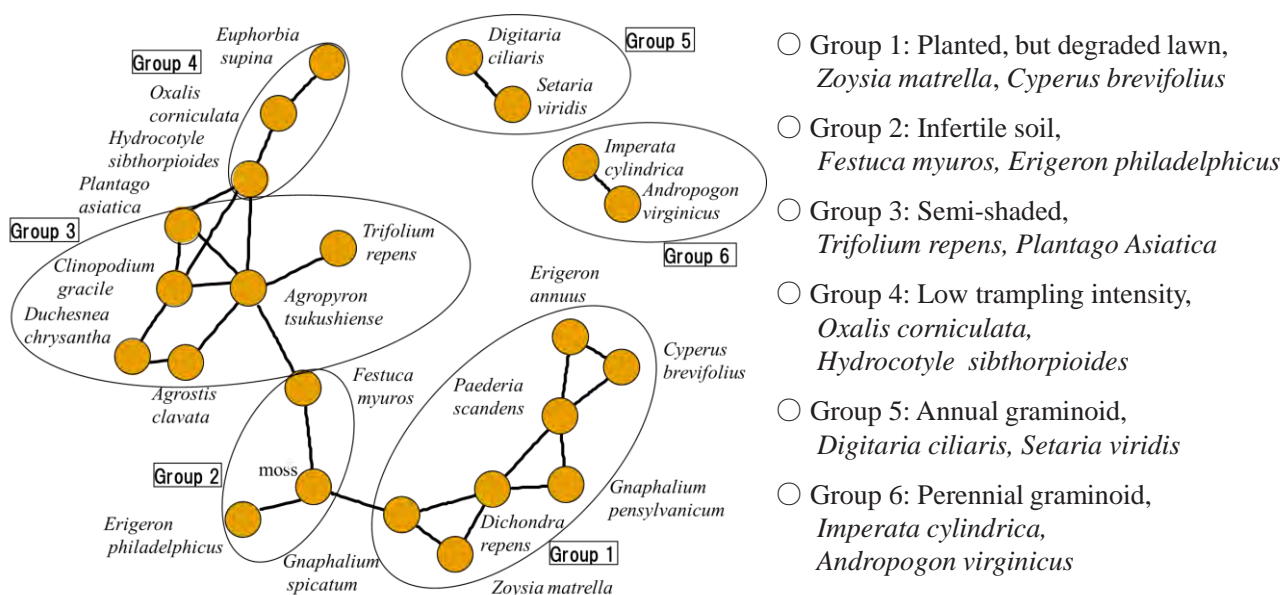 Euphorbia
supina
Group 4
Oxalis
corniculata
Hydrocotyle
sibthorpioides
Plantago
asiatica
Group 3
Clinopodium
gracile
Duchesnea
chrysantha
Agrostis
clavata
Trifolium
repens
Agropyron
tsukushiense
Digitaria
ciliaris
Group 5
Setaria
viridis
Imperata
cylindrica
Andropogon
virginicus
Group 6
Erigeron
annuus
Cyperus
brevifolius
Paederia
scandens
Festuca
myuros
Group 2
moss
Erigeron
philadelphicus
Gnaphalium
spicatum
Dichondra
repens
Gnaphalium
pensylvanicum
Group 1
Zoysia matrella
○ Group 1: Planted, but degraded lawn,
Zoysia matrella, Cyperus brevifolius
○ Group 2: Infertile soil,
Festuca myuros, Erigeron philadelphicus
○ Group 3: Semi-shaded,
Trifolium repens, Plantago Asiatica
○ Group 4: Low trampling intensity,
Oxalis corniculata,
Hydrocotyle sibthorpioides
○ Group 5: Annual graminoid,
Digitaria ciliaris, Setaria viridis
○ Group 6: Perennial graminoid,
Imperata cylindrica,
Andropogon virginicus